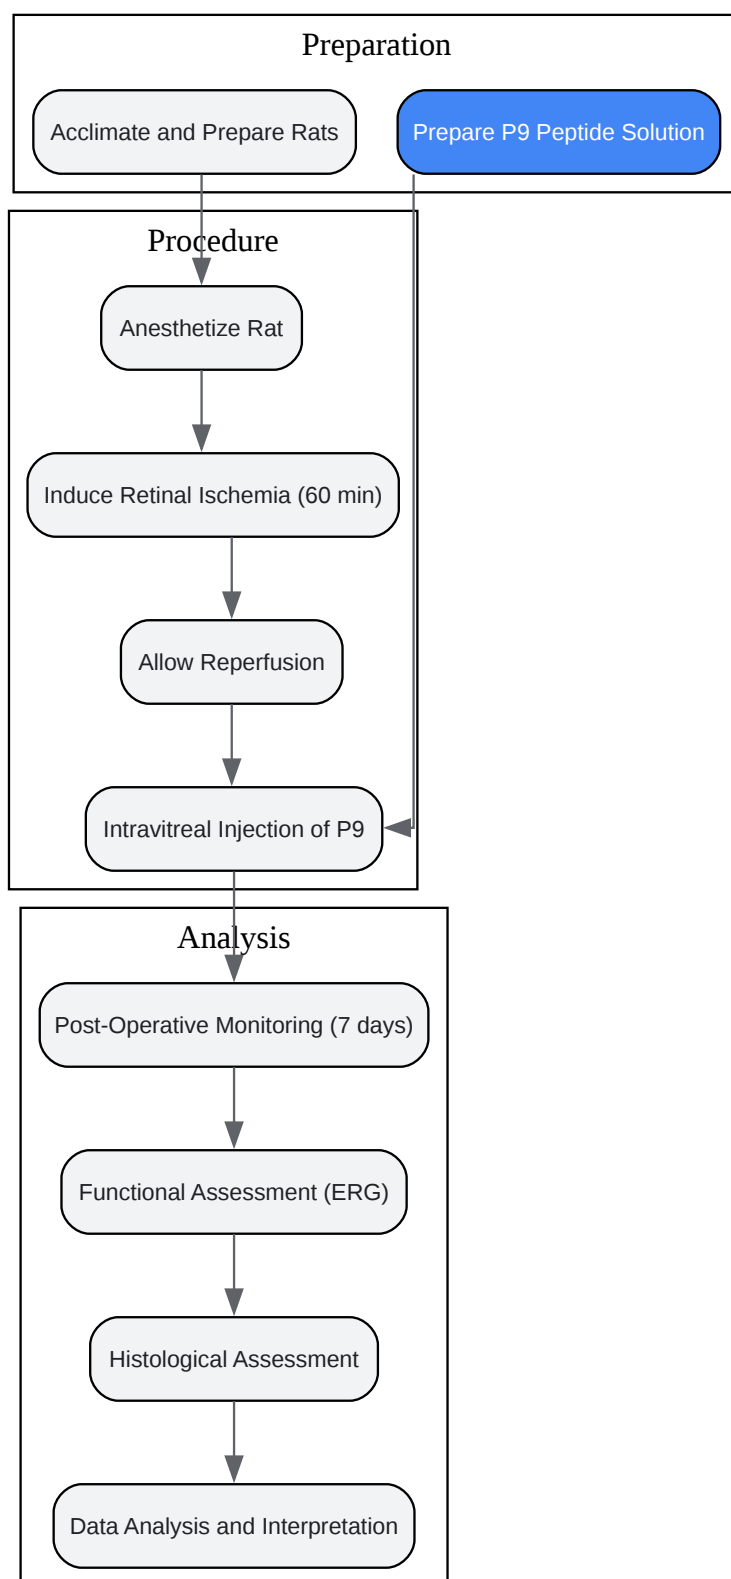 Preparation
Acclimate and Prepare Rats
Prepare P9 Peptide Solution
Procedure
Anesthetize Rat
Induce Retinal Ischemia (60 min)
Allow Reperfusion
Intravitreal Injection of P9
Analysis
Post-Operative Monitoring (7 days)
Functional Assessment (ERG)
Histological Assessment
Data Analysis and Interpretation